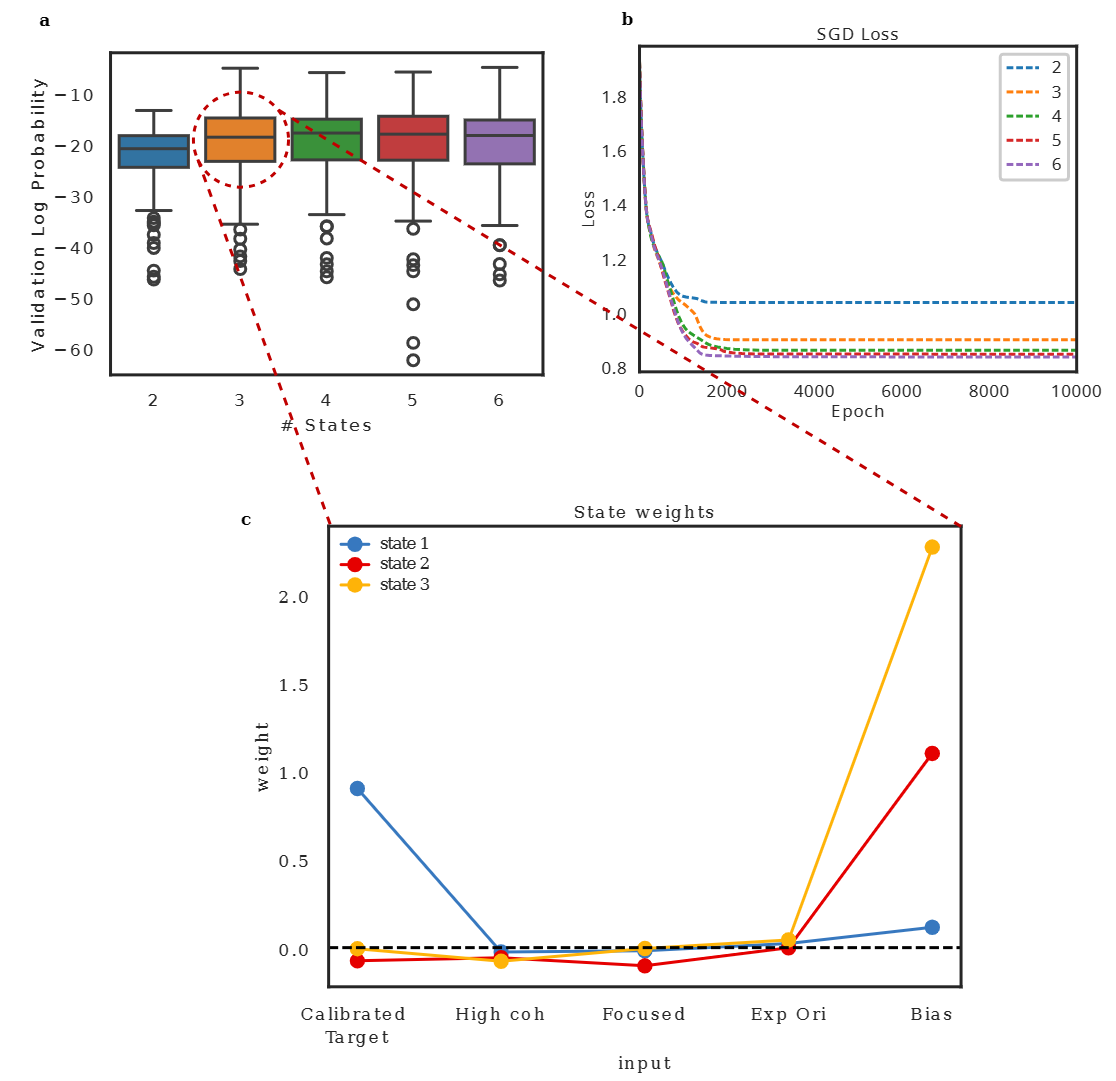 a
Validation Log Probability
−10
−20
−30
−40
−50
−60
2 3 4 5 6
# States
b
SGD Loss
Loss
1.8
1.6
1.4
1.2
1.0
0.8
2
3
4
5
6
0 2000 4000 6000 8000 10000
Epoch
c
State weights
state 1
state 2
state 3
weight
2.0
1.5
1.0
0.5
0.0
Calibrated Target High coh Focused Exp Ori Bias
input